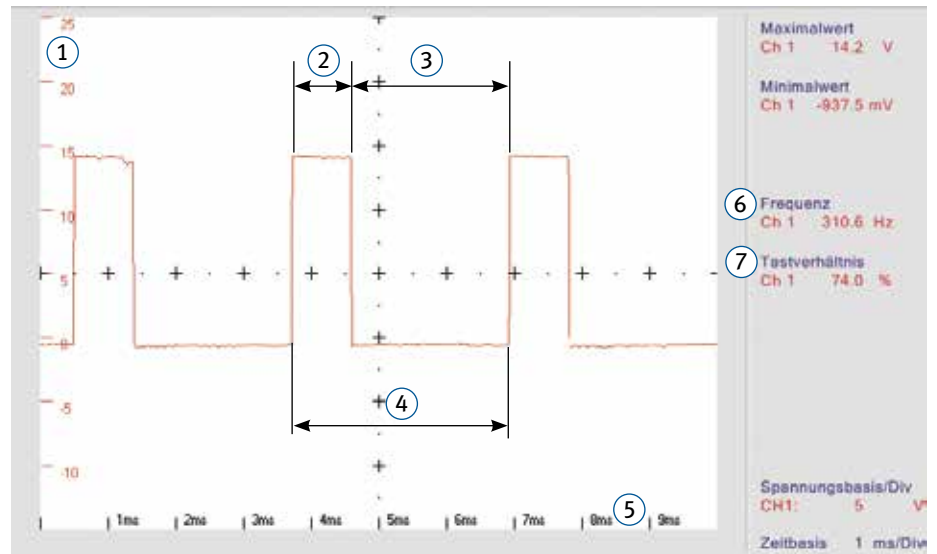 25
1
20
2
3
15
10
5
0
-5
-10
4
5
1ms 2ms 3ms 4ms 5ms 6ms 7ms 8ms 9ms
Maximalwert
Ch 1 14.2 V
Minimalwert
Ch 1 -937.5 mV
6 Frequenz
Ch 1 310.6 Hz
7 Tastverhältnis
Ch 1 74.0 %
Spannungsbasis/Div
CH1: 5
Zeitbasis 1 ms/Div